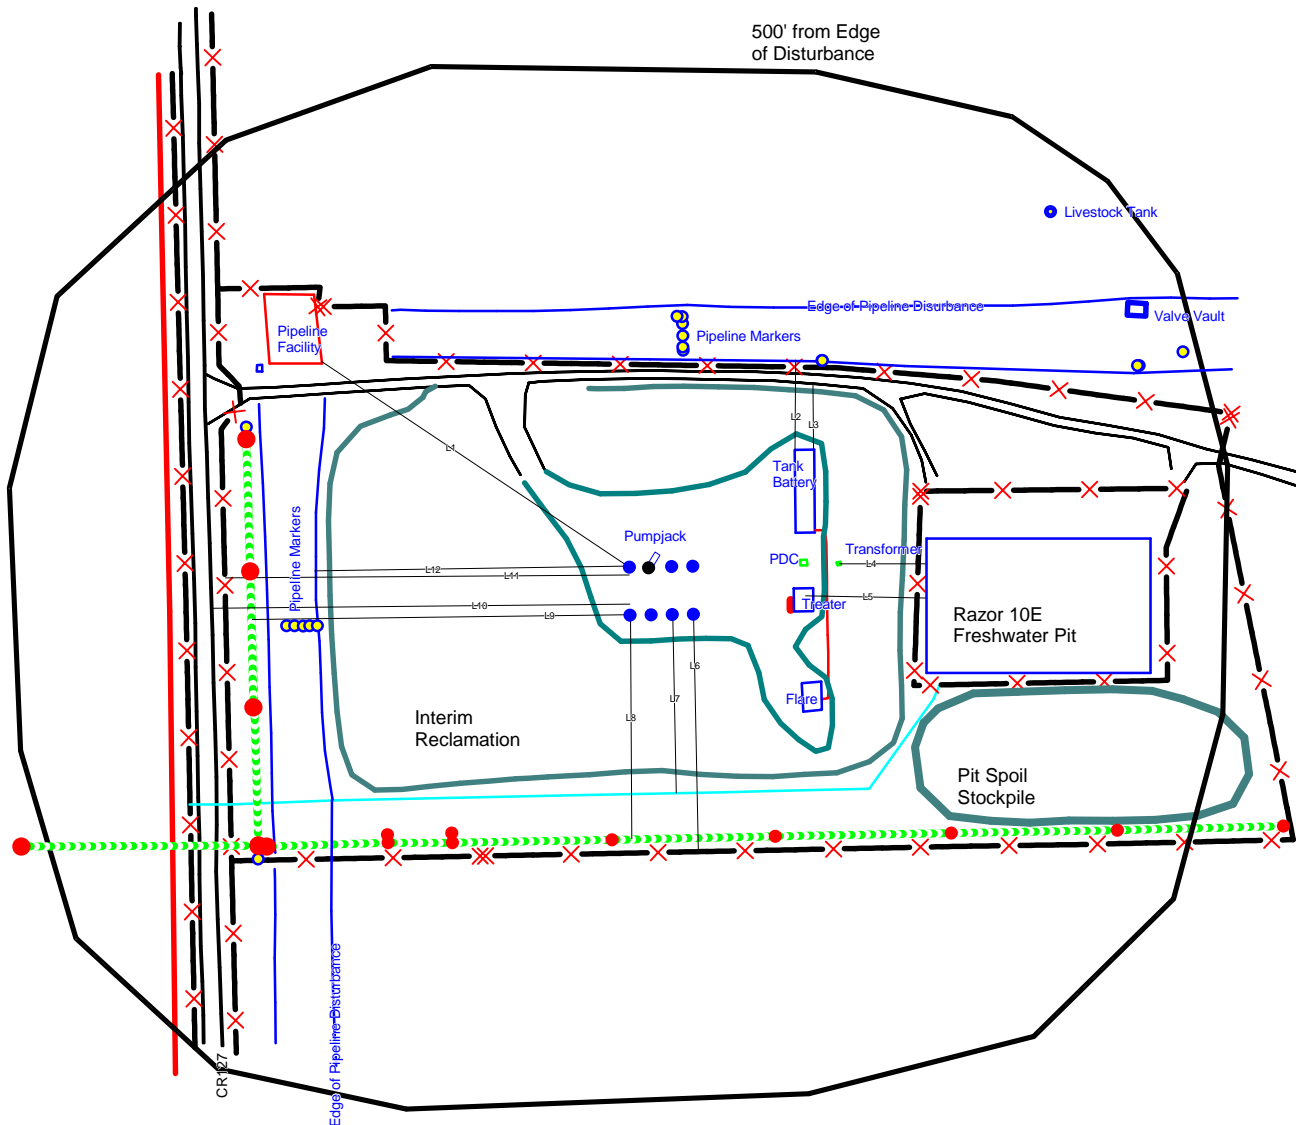 500' from Edge
of Disturbance
Livestock Tank
Edge of Pipeline Disurbance
Valve Vault
Pipeline
Facility
Pipeline Markers
L2
L3
L1
Tank
Battery
Pipeline Markers
Pumpjack
PDC
Transformer
L4
L12
L11
L5
Treater
L10
L9
Razor 10E
Freshwater Pit
L6
L7
Flare
L8
Interim
Reclamation
Pit Spoil
Stockpile
Edge of Pipeline Disturbance
CR127